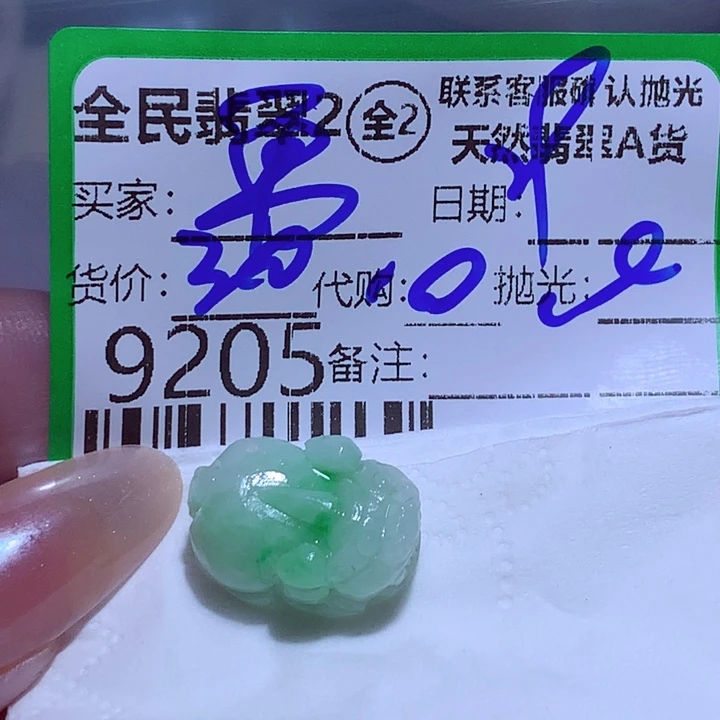 全民翡翠2 全2 联系客服确认抛光
天然翡翠A货
买家: 日期:
货价: 代购: 10 抛光:
9205 备注: